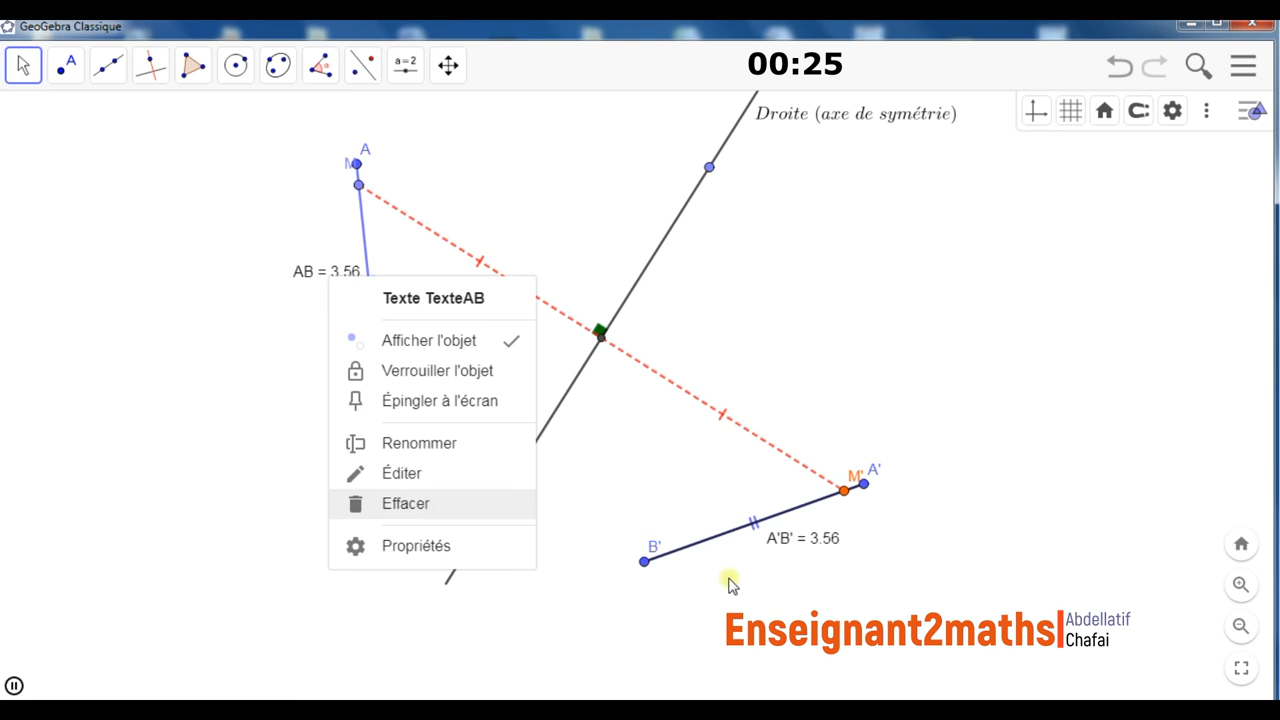 GeoGebra Classique
A
a=2
00:25
Droite (axe de symétrie)
A
M
AB = 3.56
Texte TexteAB
Afficher l'objet
Verrouiller l'objet
Épingler à l'écran
Renommer
Éditer
Effacer
Propriétés
M'
A'
A'B' = 3.56
B'
Enseignant2maths
Abdellatif
Chafai